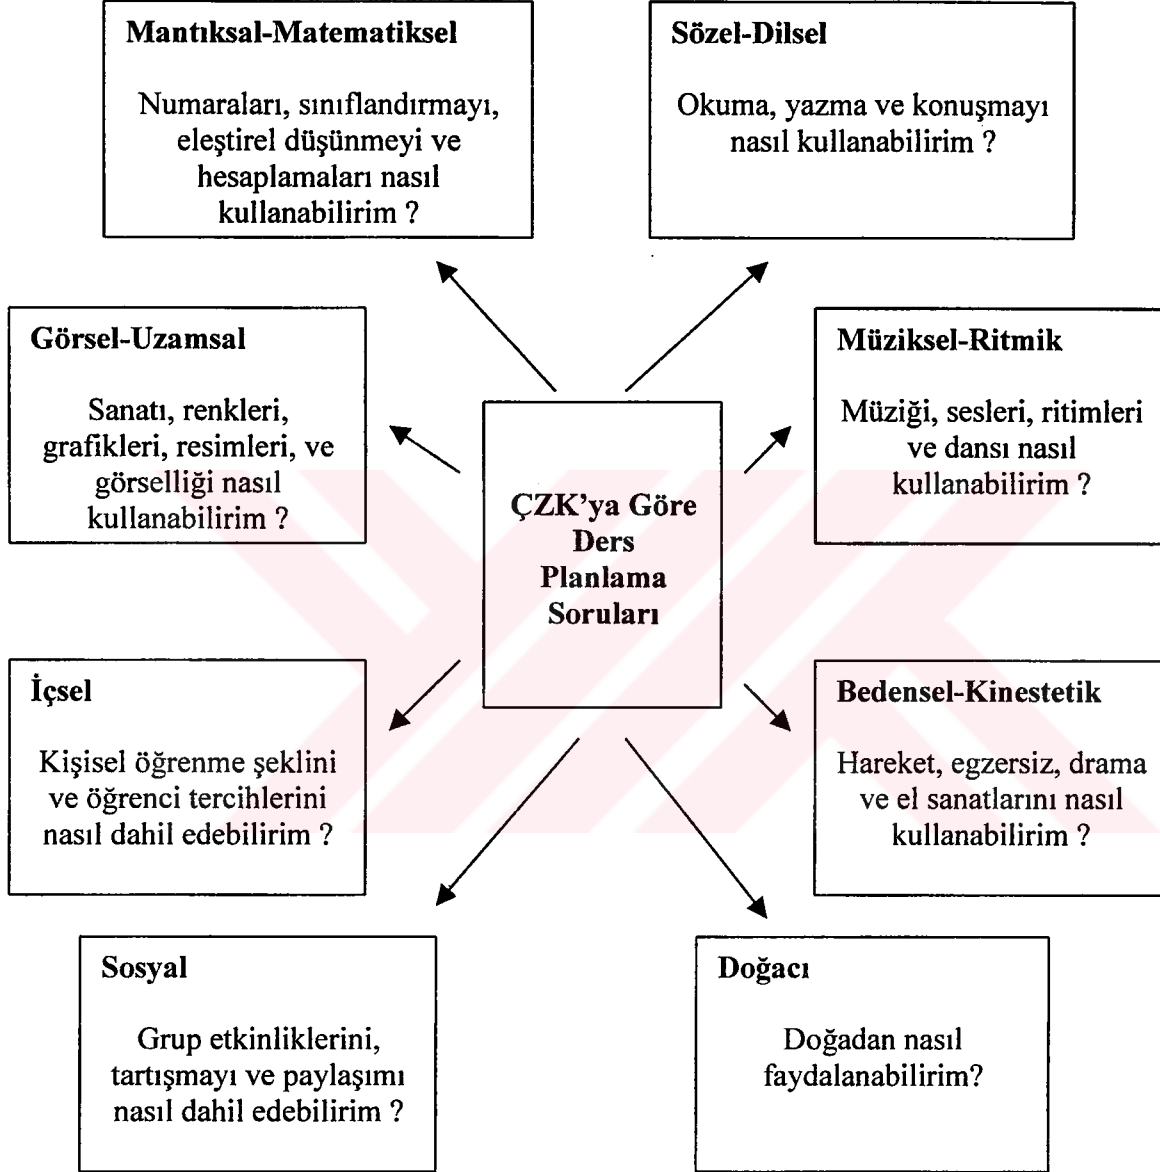 Mantıksal-Matematiksel
Numaraları, sınıflandırmayı,
eleştirel düşünmeyi ve
hesaplamaları nasıl
kullanabilirim ?
Sözel-Dilsel
Okuma, yazma ve konuşmayı
nasıl kullanabilirim ?
Görsel-Uzamsal
Sanatı, renkleri,
grafikleri, resimleri, ve
görselliği nasıl
kullanabilirim ?
Müziksel-Ritmik
Müziği, sesleri, ritimleri
ve dansı nasıl
kullanabilirim ?
ÇZK’ya Göre
Ders
Planlama
Soruları
İçsel
Kişisel öğrenme şeklini
ve öğrenci tercihlerini
nasıl dahil edebilirim ?
Bedensel-Kinestetik
Hareket, egzersiz, drama
ve el sanatlarını nasıl
kullanabilirim ?
Sosyal
Grup etkinliklerini,
tartışmayı ve paylaşımı
nasıl dahil edebilirim ?
Doğacı
Doğadan nasıl
faydalanabilirim?